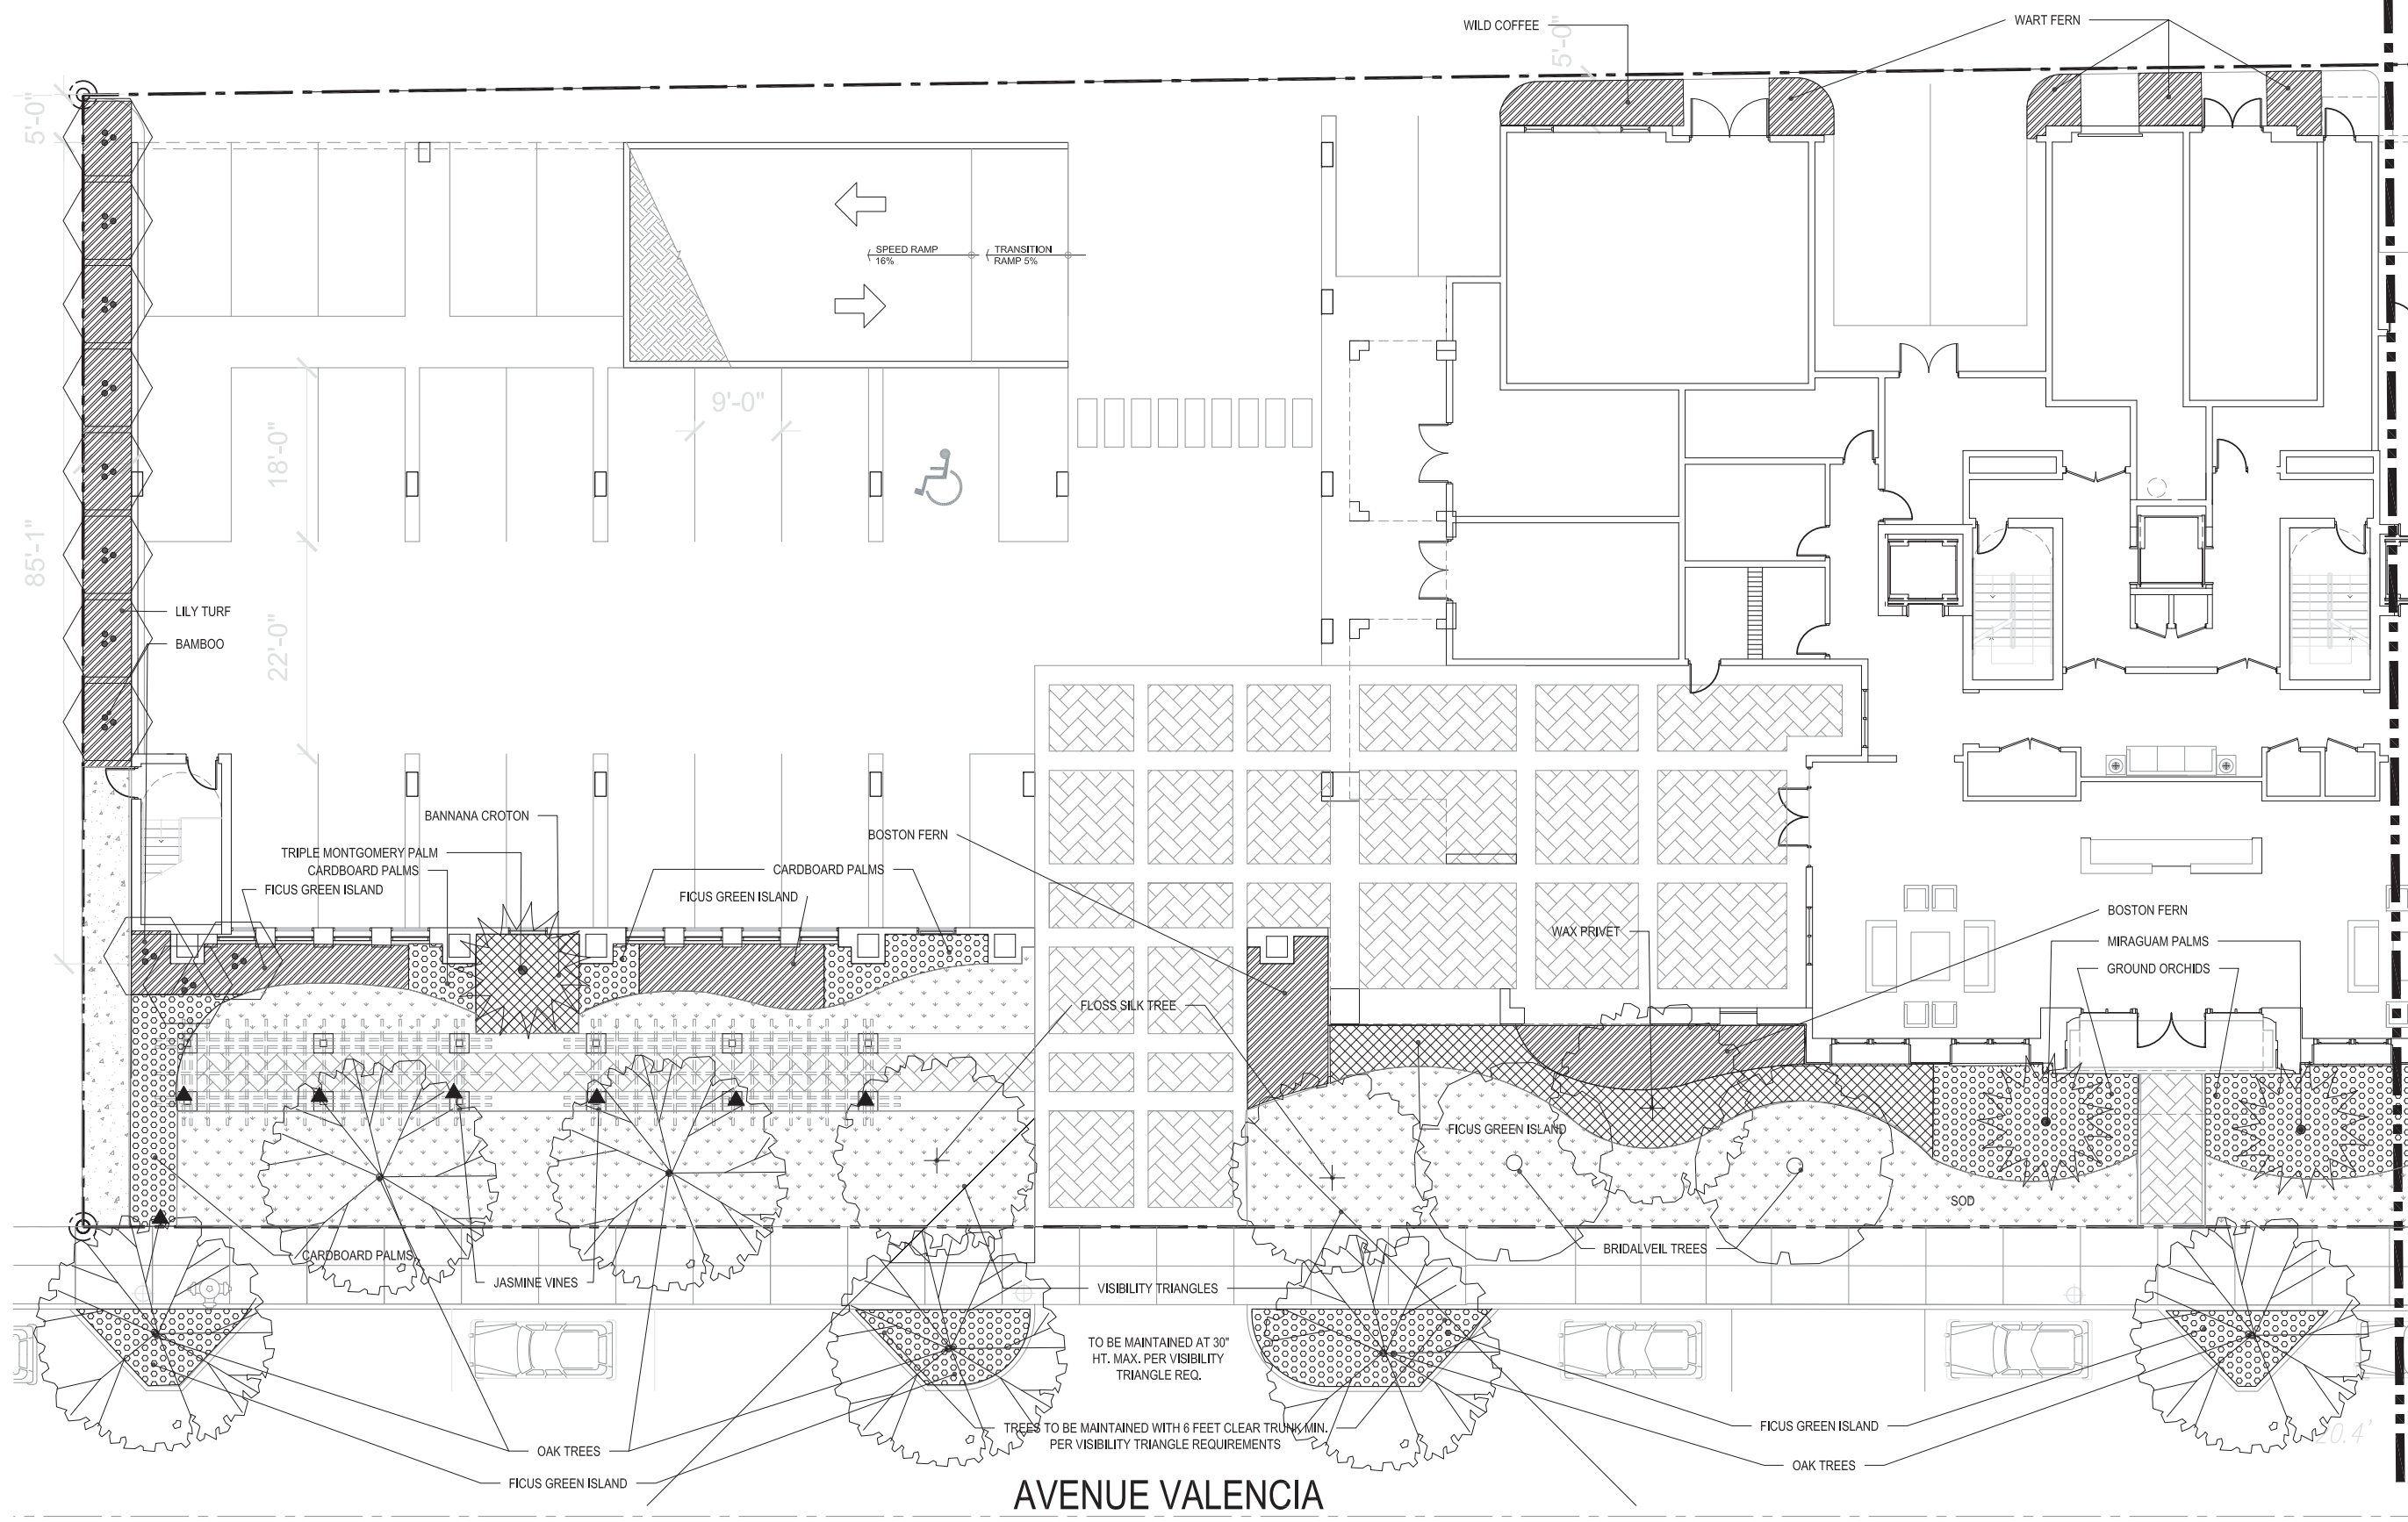 WILD COFFEE
WART FERN
5'-0"
5'-0"
SPEED RAMP
16%
TRANSITION
RAMP 5%
9'-0"
18'-0"
85'-1"
22'-0"
LILY TURF
BAMBOO
BANNANA CROTON
BOSTON FERN
TRIPLE MONTGOMERY PALM
CARDBOARD PALMS
FICUS GREEN ISLAND
CARDBOARD PALMS
FICUS GREEN ISLAND
WAX PRIVET
BOSTON FERN
MIRAGUAM PALMS
GROUND ORCHIDS
FLOSS SILK TREE
FICUS GREEN ISLAND
SOD
CARDBOARD PALMS
JASMINE VINES
BRIDALVEIL TREES
VISIBILITY TRIANGLES
TO BE MAINTAINED AT 30"
HT. MAX. PER VISIBILITY
TRIANGLE REQ.
TREES TO BE MAINTAINED WITH 6 FEET CLEAR TRUNK MIN.
PER VISIBILITY TRIANGLE REQUIREMENTS
OAK TREES
FICUS GREEN ISLAND
FICUS GREEN ISLAND
OAK TREES
20.4'
AVENUE VALENCIA